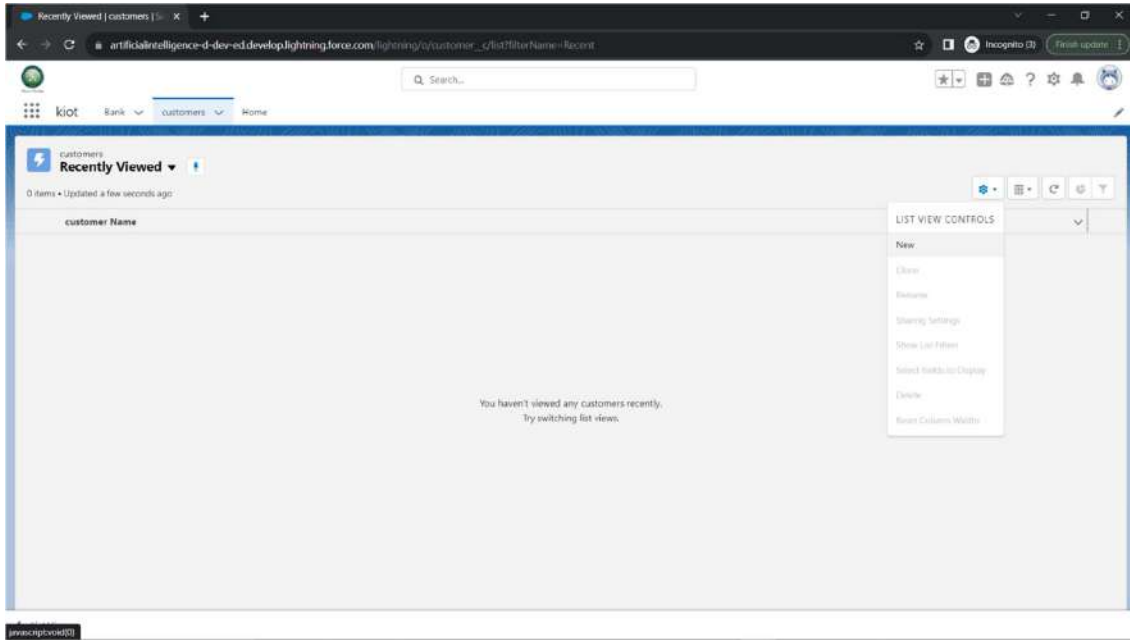 Recently Viewed | customers | S
artificialintelligence-d-dev-ed.develop.lightning.force.com/lightning/o/customer__c/list?filterName=Recent
Incognito (3)
Finish update
Search...
kiot
Bank
customers
Home
customers
Recently Viewed
0 items • Updated a few seconds ago
customer Name
LIST VIEW CONTROLS
New
Clone
Rename
Sharing Settings
Show List Filters
Select Fields to Display
Delete
Reset Column Widths
You haven't viewed any customers recently.
Try switching list views.
javascript:void(0)